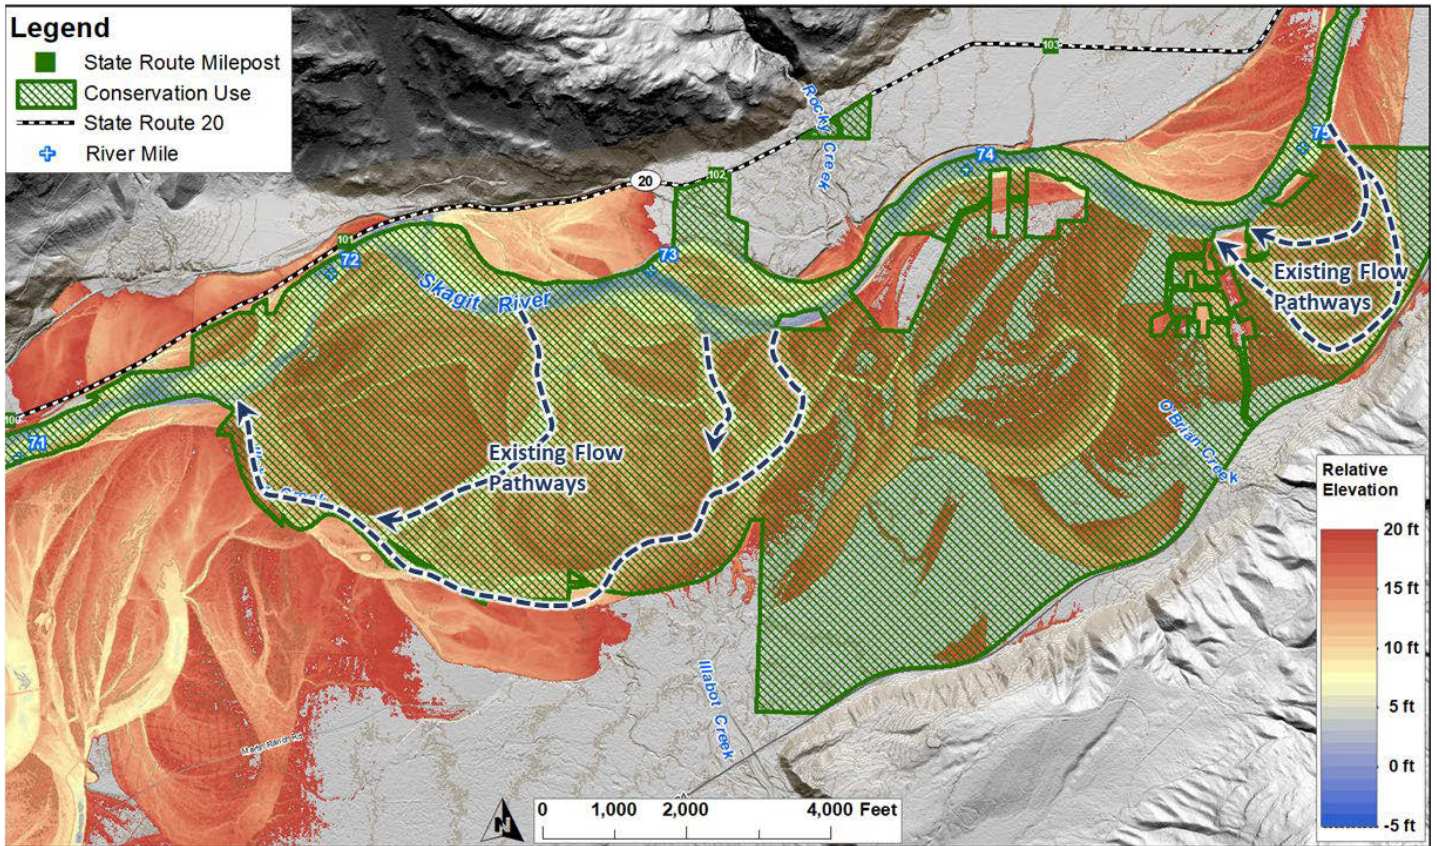 Legend
State Route Milepost
Conservation Use
State Route 20
River Mile
103
Rocky Creek
75
74
102
20
101
72
73
Skagit River
Existing Flow
Pathways
Existing Flow
Pathways
O'Brian Creek
71
Creek
Illabot Creek
Martin Ranch Rd
Relative
Elevation
20 ft
15 ft
10 ft
5 ft
0 ft
-5 ft
N
0 1,000 2,000 4,000 Feet